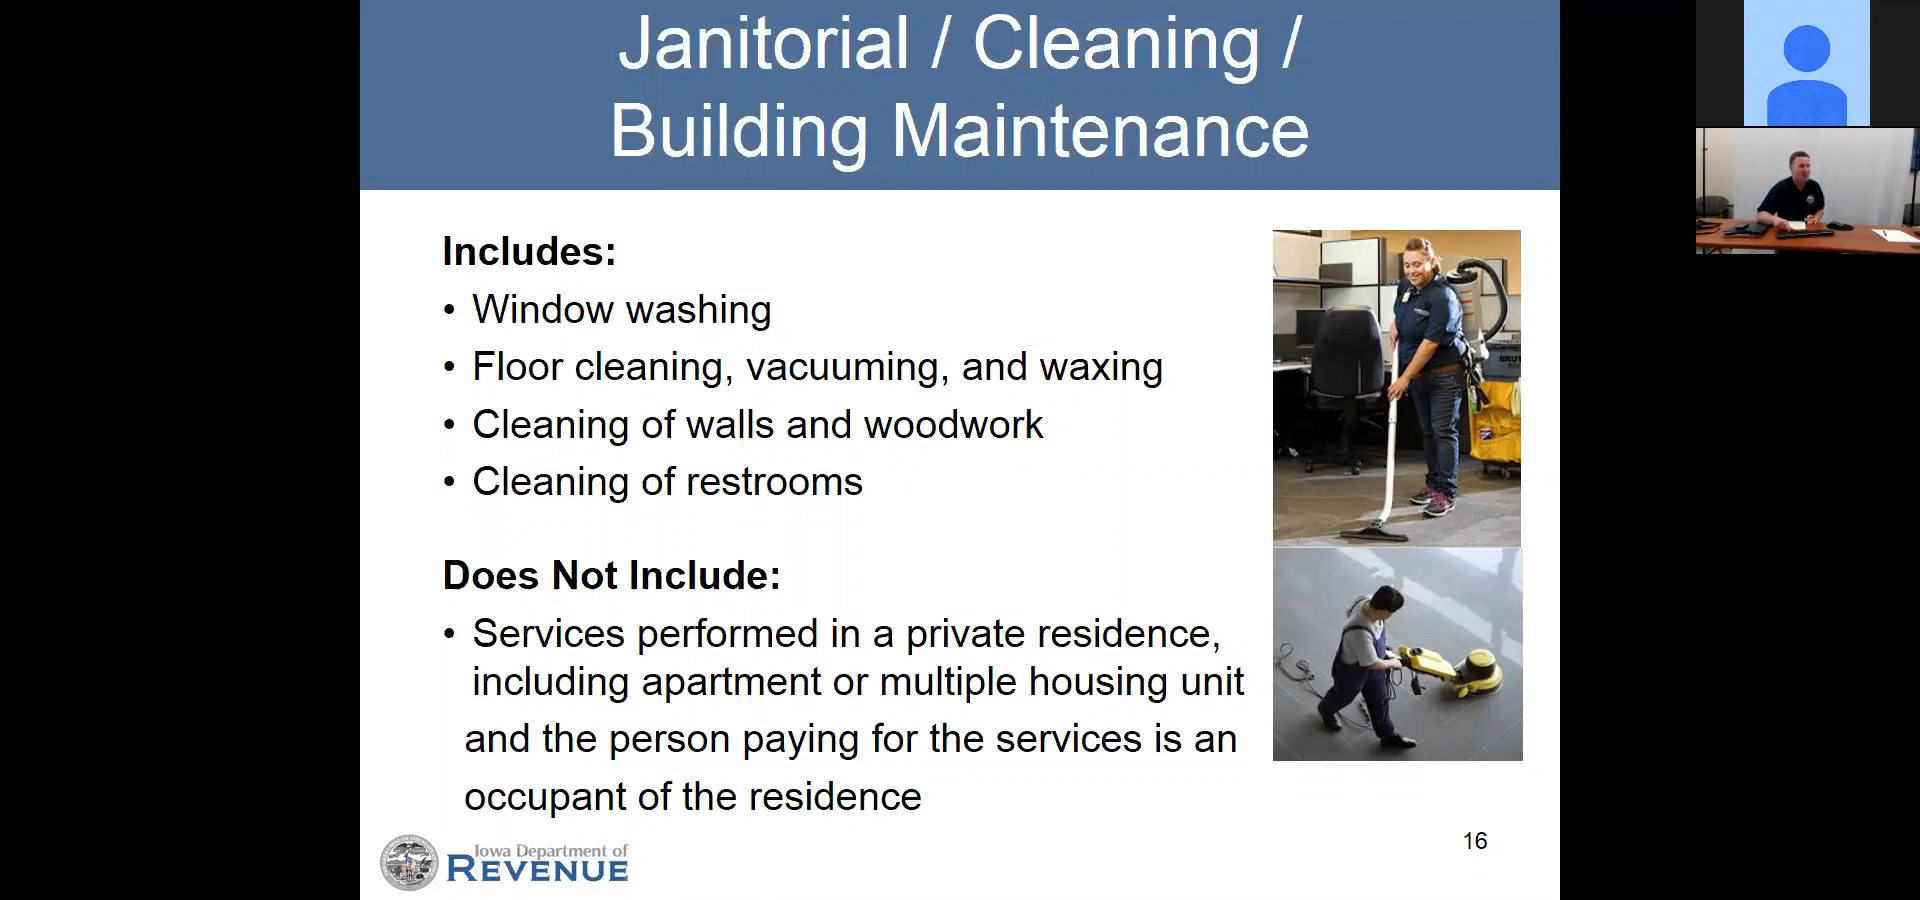 Janitorial / Cleaning /
Building Maintenance
Includes:
• Window washing
• Floor cleaning, vacuuming, and waxing
• Cleaning of walls and woodwork
• Cleaning of restrooms
Does Not Include:
• Services performed in a private residence,
including apartment or multiple housing unit
and the person paying for the services is an
occupant of the residence
Iowa Department of
REVENUE
16